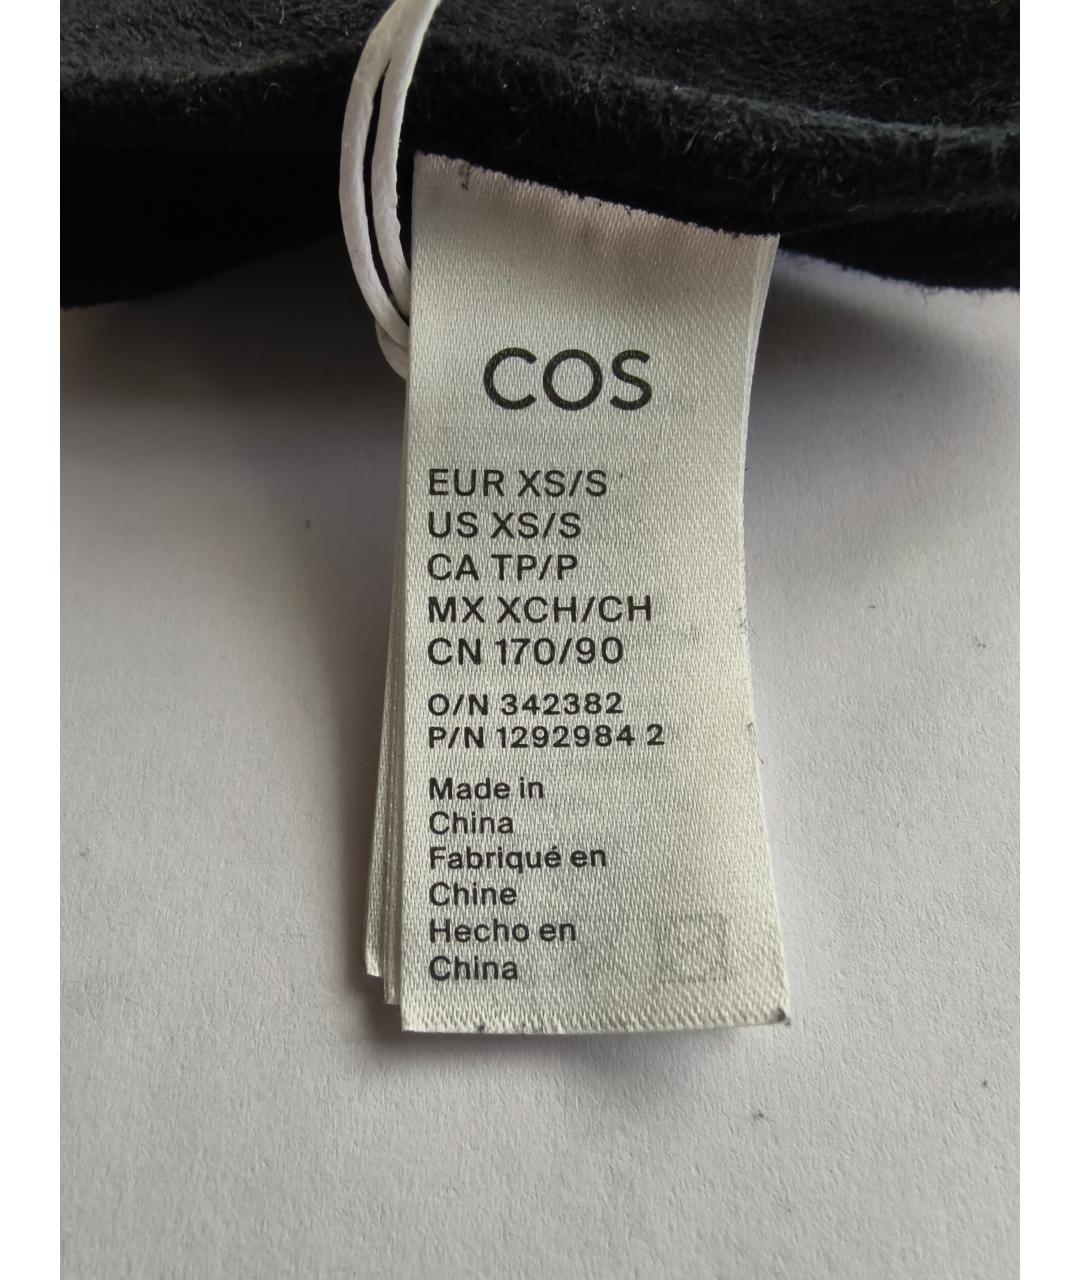 COS
EUR XS/S
US XS/S
CA TP/P
MX XCH/CH
CN 170/90
O/N 342382
P/N 1292984 2
Made in
China
Fabriqué en
Chine
Hecho en
China